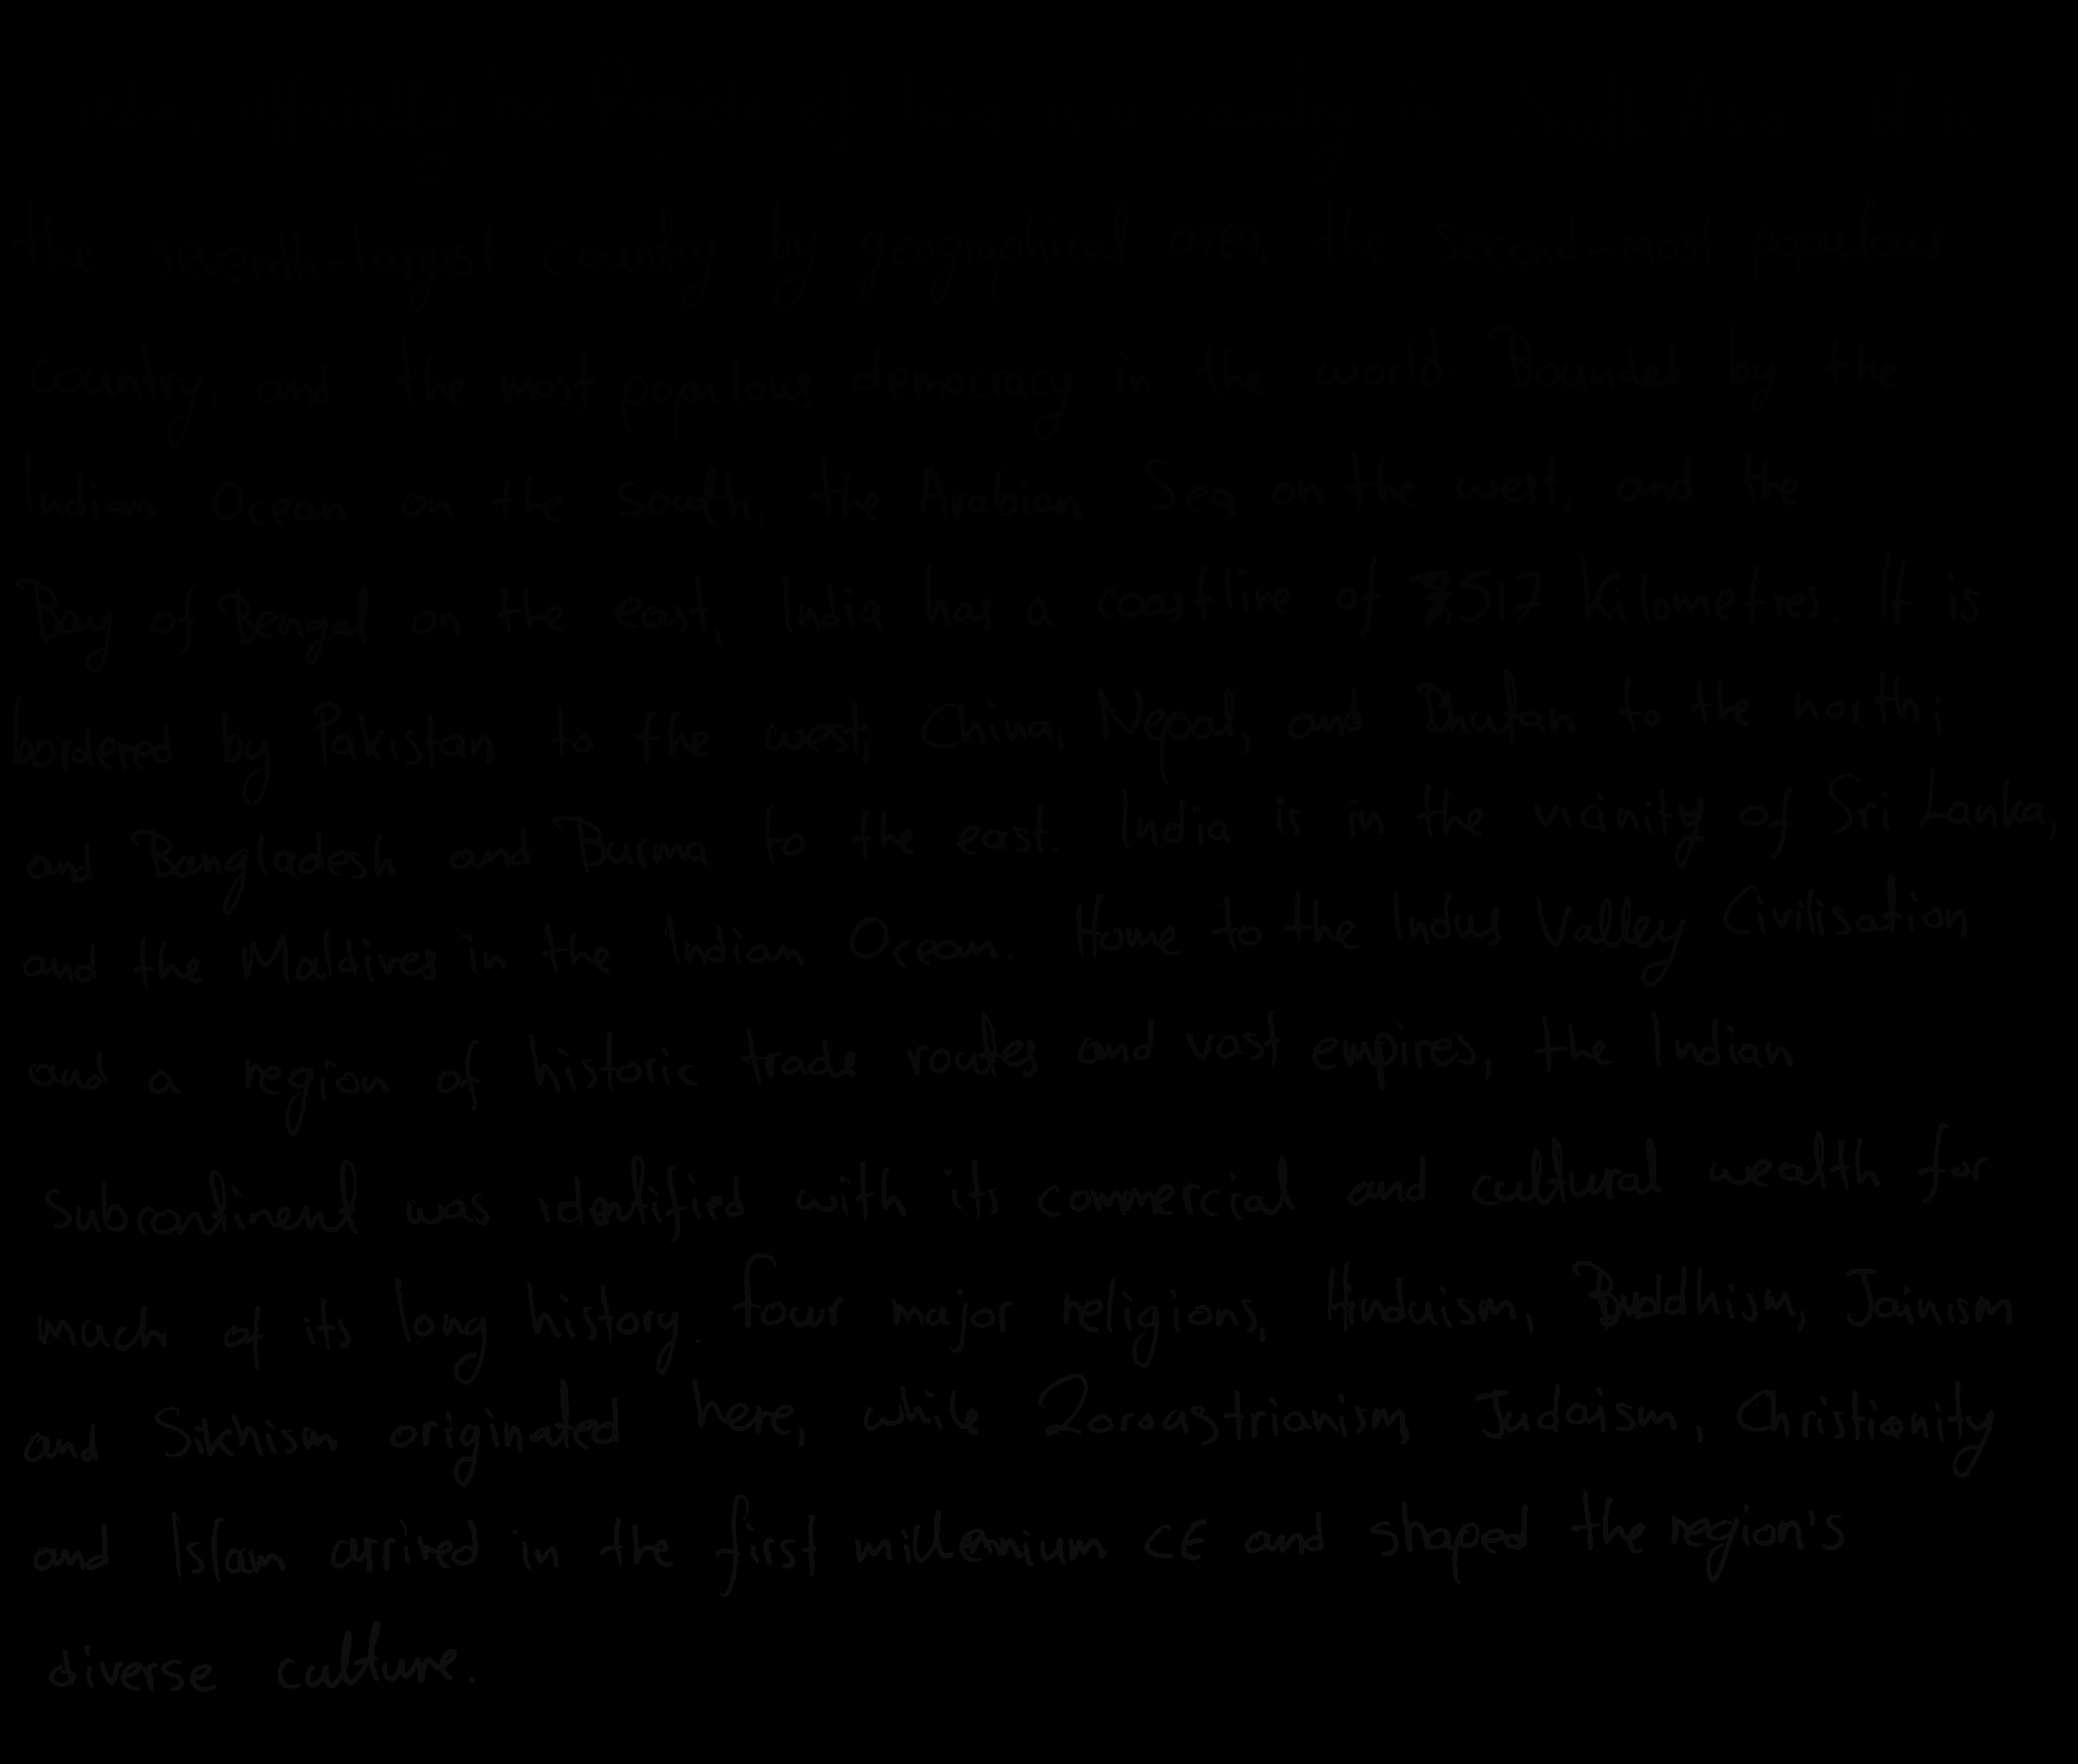 India, officially the Republic of India, is a country in South Asia. It is
the seventh-largest country by geographical area, the second-most populous
country, and the most populous democracy in the world. Bounded by the
Indian Ocean on the south, the Arabian Sea on the west, and the
Bay of Bengal on the east, India has a coastline of 7,517 kilometres. It is
bordered by Pakistan to the west; China, Nepal, and Bhutan to the north;
and Bangladesh and Burma to the east. India is in the vicinity of Sri Lanka,
and the Maldives in the Indian Ocean. Home to the Indus Valley Civilisation
and a region of historic trade routes and vast empires, the Indian
subcontinent was identified with its commercial and cultural wealth for
much of its long history. Four major religions, Hinduism, Buddhism, Jainism
and Sikhism originated here, while Zoroastrianism, Judaism, Christianity
and Islam arrived in the first millennium CE and shaped the region's
diverse culture.